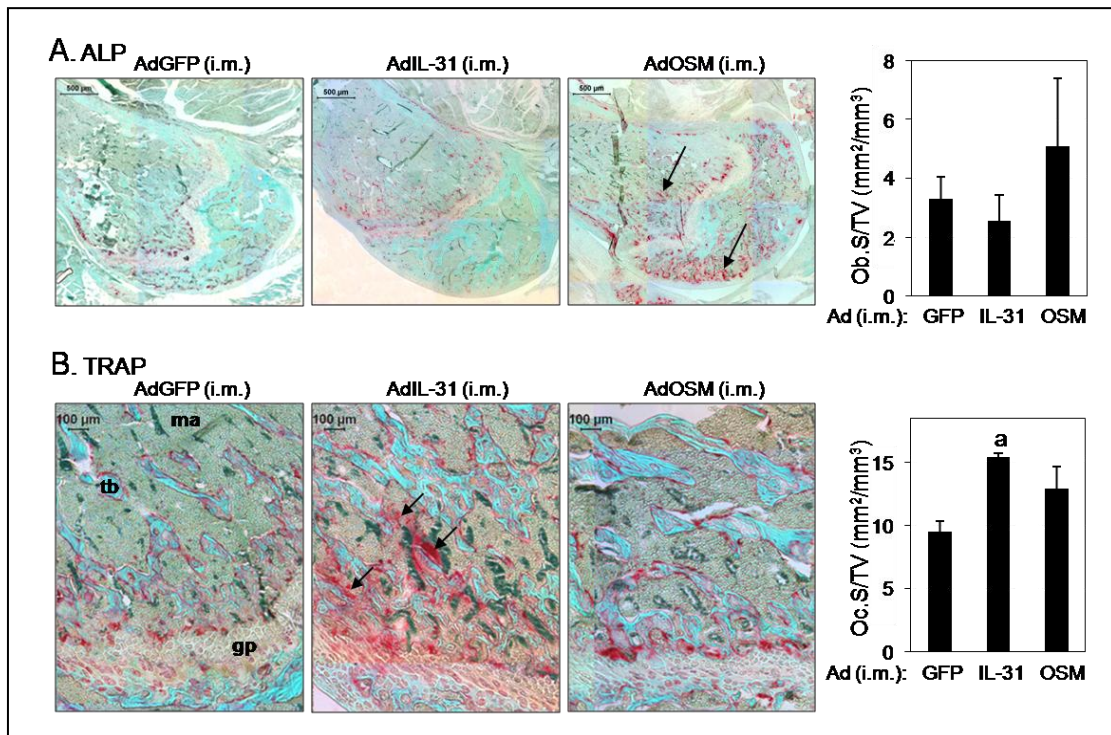 A. ALP
AdGFP (i.m.)
AdIL-31 (i.m.)
AdOSM (i.m.)
500 µm
500 µm
500 µm
8
6
4
2
0
Ob.S/TV (mm²/mm³)
Ad (i.m.): GFP IL-31 OSM
B. TRAP
AdGFP (i.m.)
AdIL-31 (i.m.)
AdOSM (i.m.)
100 µm
ma
tb
gp
100 µm
100 µm
a
15
10
5
0
Oc.S/TV (mm²/mm³)
Ad (i.m.): GFP IL-31 OSM